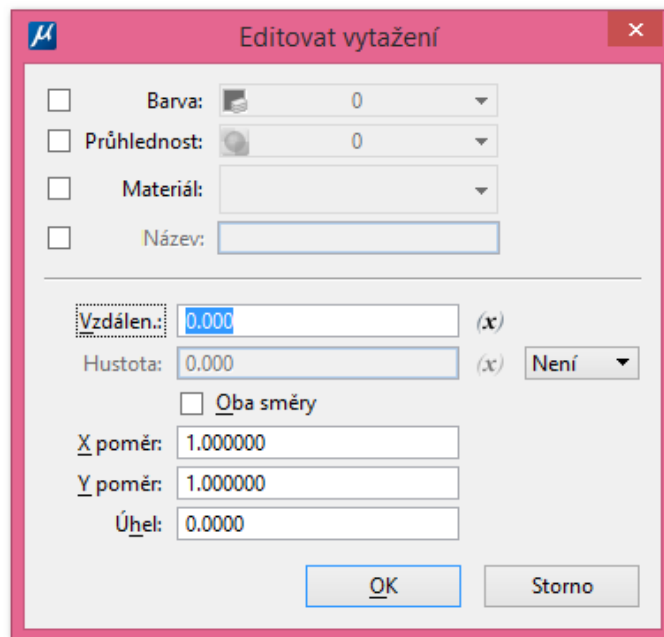 Editovat vytažení
Barva: 0
Průhlednost: 0
Materiál:
Název:
Vzdálen.: 0.000 (x)
Hustota: 0.000 (x) Není
Oba směry
X poměr: 1.000000
Y poměr: 1.000000
Úhel: 0.0000
OK Storno